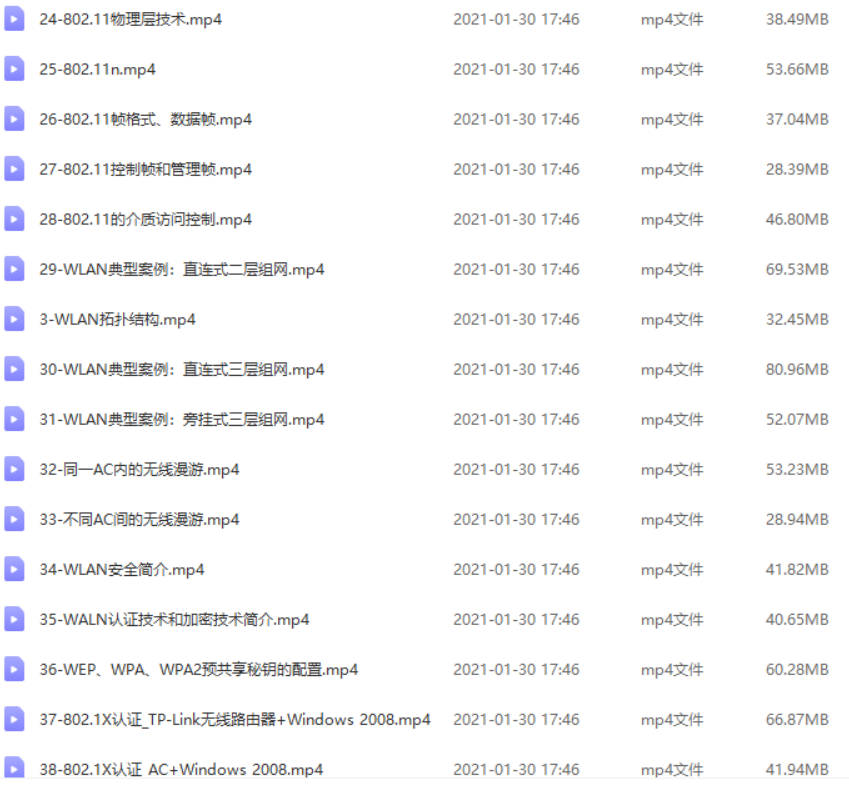 24-802.11物理层技术.mp4 2021-01-30 17:46 mp4文件 38.49MB
25-802.11n.mp4 2021-01-30 17:46 mp4文件 53.66MB
26-802.11帧格式、数据帧.mp4 2021-01-30 17:46 mp4文件 37.04MB
27-802.11控制帧和管理帧.mp4 2021-01-30 17:46 mp4文件 28.39MB
28-802.11的介质访问控制.mp4 2021-01-30 17:46 mp4文件 46.80MB
29-WLAN典型案例：直连式二层组网.mp4 2021-01-30 17:46 mp4文件 69.53MB
3-WLAN拓扑结构.mp4 2021-01-30 17:46 mp4文件 32.45MB
30-WLAN典型案例：直连式三层组网.mp4 2021-01-30 17:46 mp4文件 80.96MB
31-WLAN典型案例：旁挂式三层组网.mp4 2021-01-30 17:46 mp4文件 52.07MB
32-同一AC内的无线漫游.mp4 2021-01-30 17:46 mp4文件 53.23MB
33-不同AC间的无线漫游.mp4 2021-01-30 17:46 mp4文件 28.94MB
34-WLAN安全简介.mp4 2021-01-30 17:46 mp4文件 41.82MB
35-WALN认证技术和加密技术简介.mp4 2021-01-30 17:46 mp4文件 40.65MB
36-WEP、WPA、WPA2预共享秘钥的配置.mp4 2021-01-30 17:46 mp4文件 60.28MB
37-802.1X认证_TP-Link无线路由器+Windows 2008.mp4 2021-01-30 17:46 mp4文件 66.87MB
38-802.1X认证 AC+Windows 2008.mp4 2021-01-30 17:46 mp4文件 41.94MB